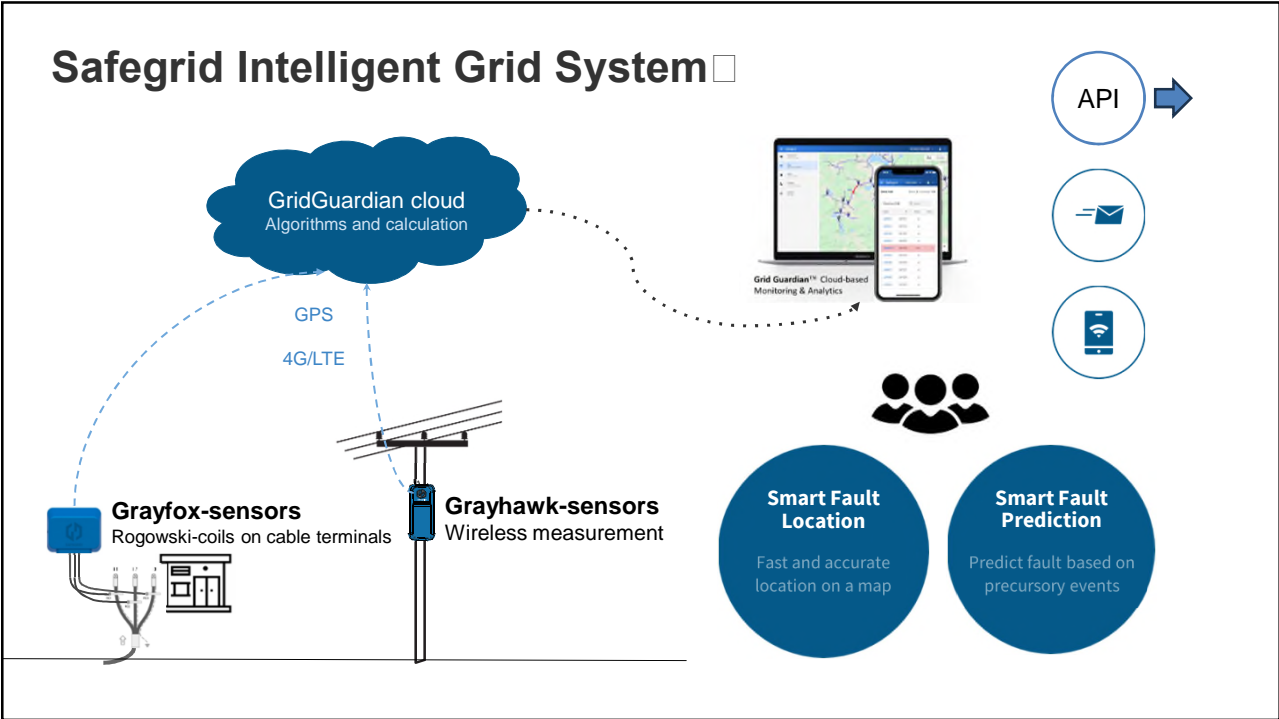 Safegrid Intelligent Grid System
API
GridGuardian cloud
Algorithms and calculation
Grid Guardian™ Cloud-based
Monitoring & Analytics
GPS
4G/LTE
Grayfox-sensors
Rogowski-coils on cable terminals
Grayhawk-sensors
Wireless measurement
Smart Fault
Location
Fast and accurate
location on a map
Smart Fault
Prediction
Predict fault based on
precursory events